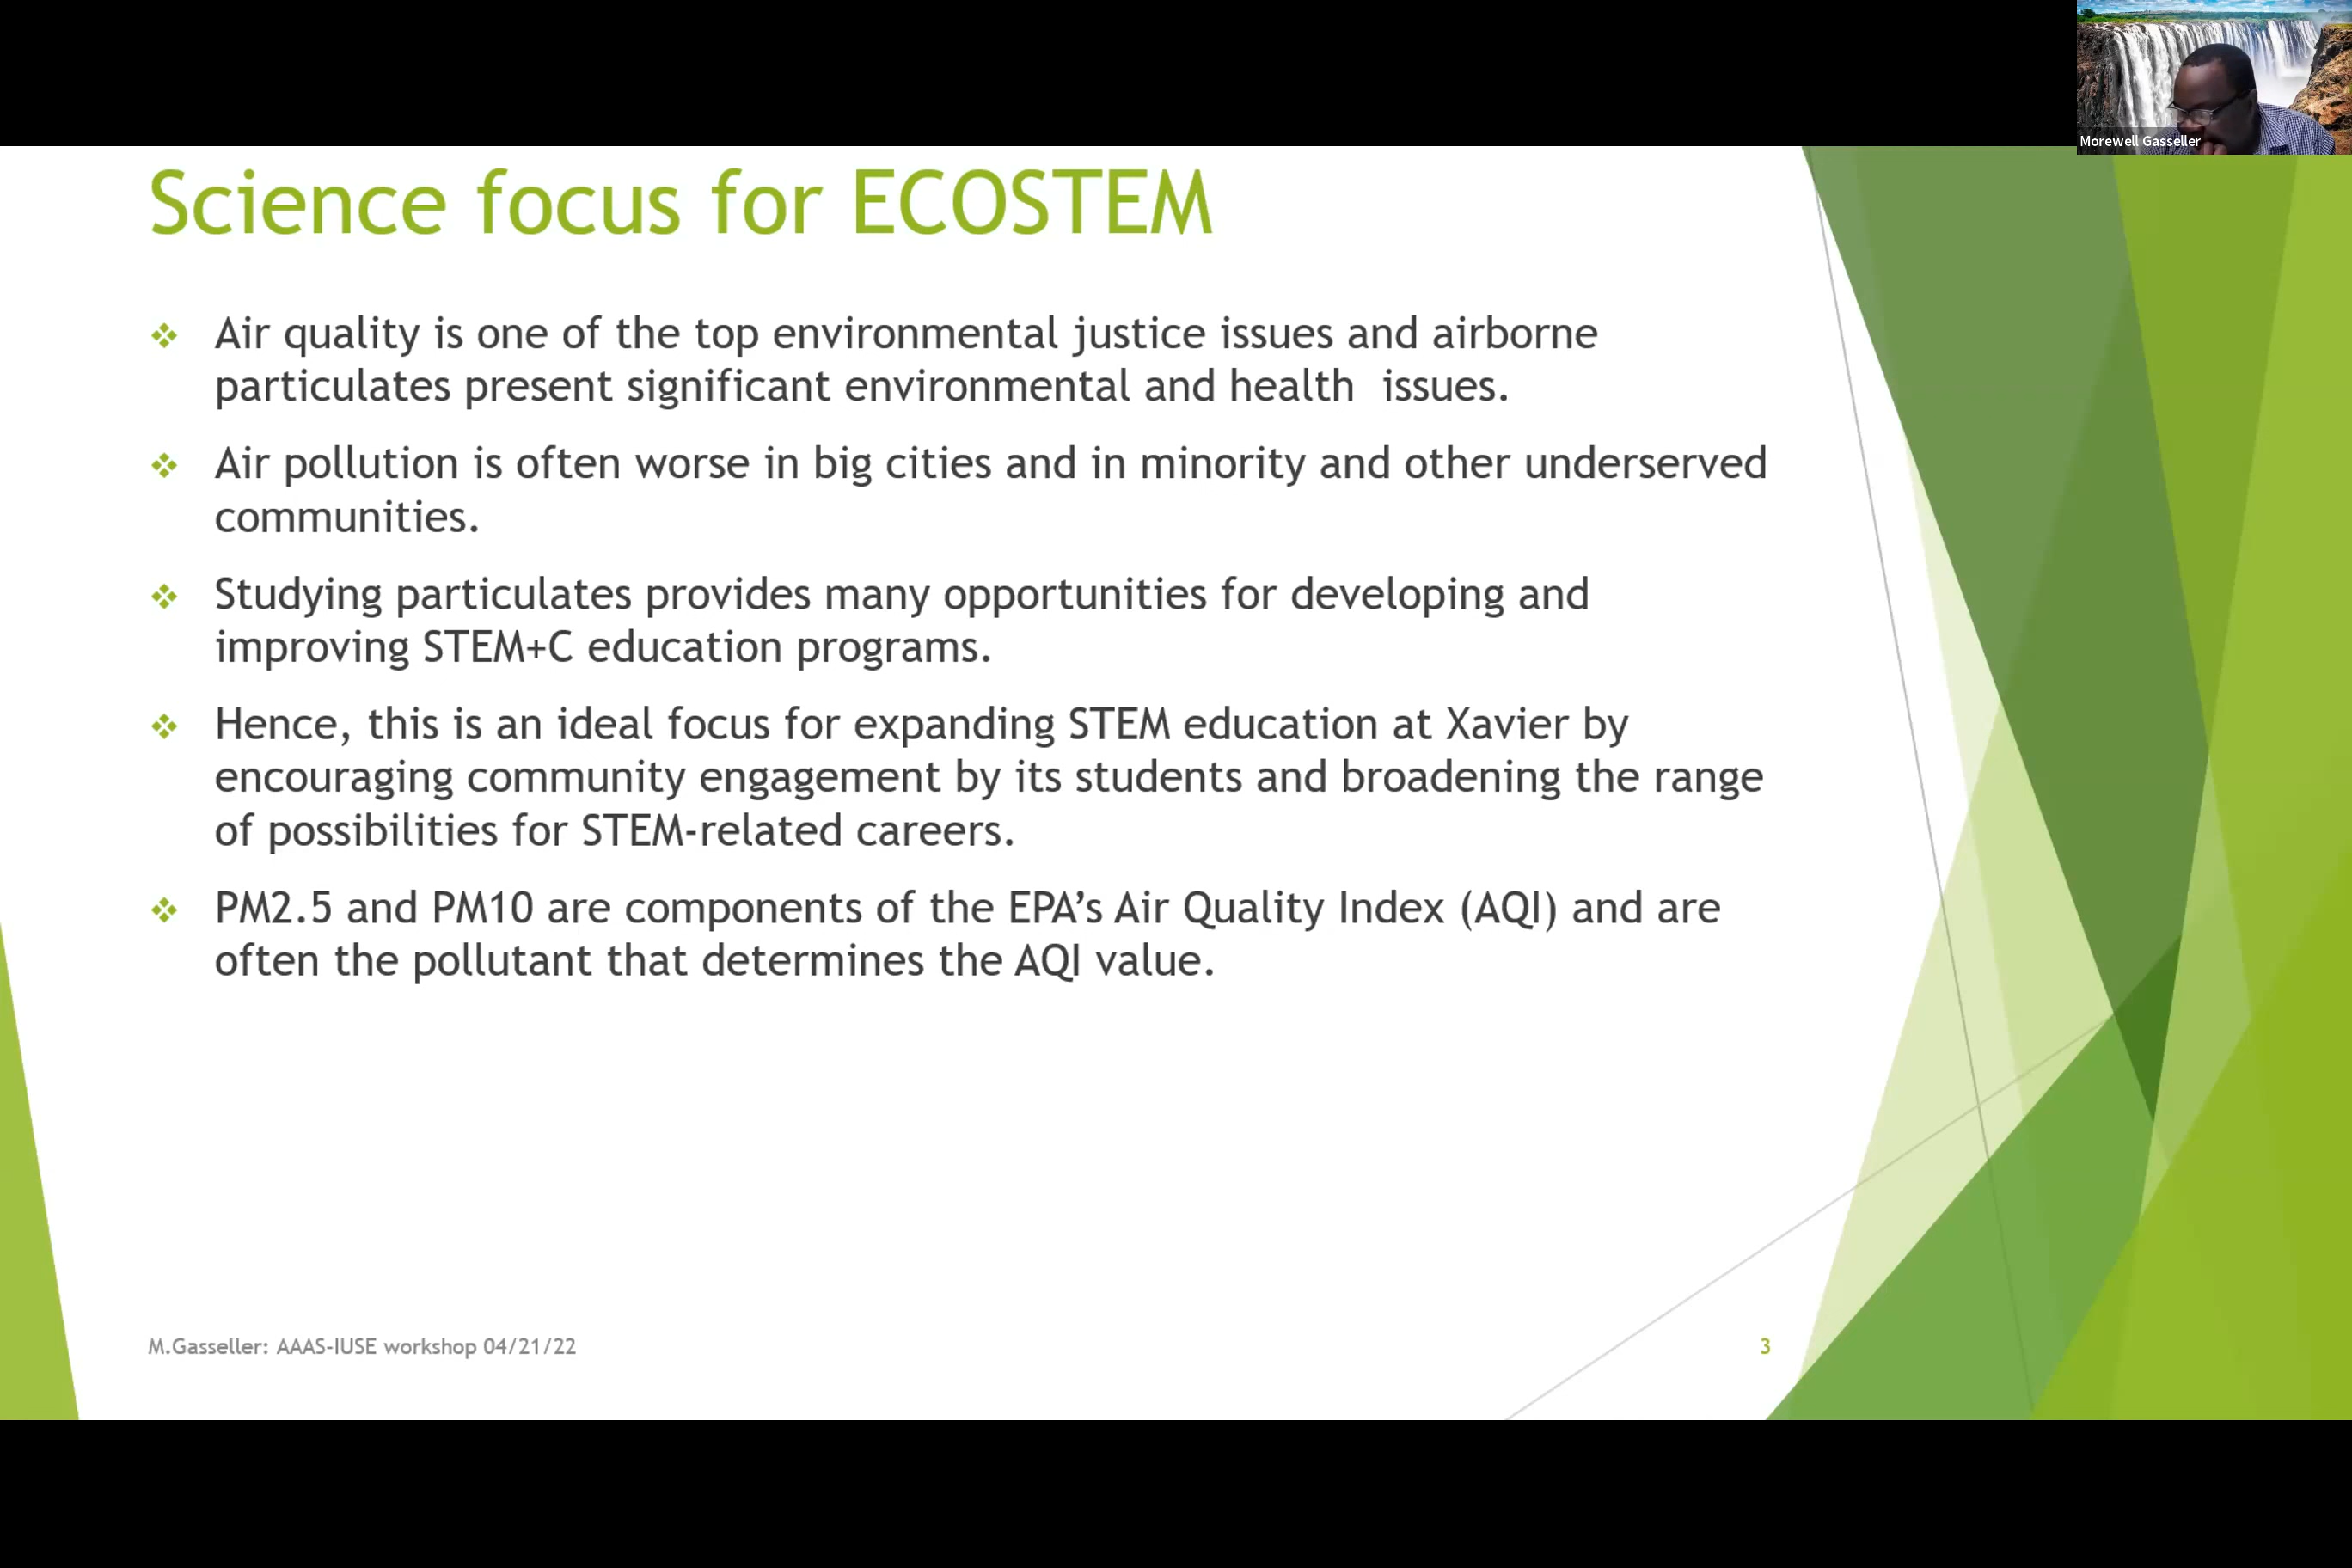 Morewell Gasseller
Science focus for ECOSTEM
Air quality is one of the top environmental justice issues and airborne
particulates present significant environmental and health  issues.
Air pollution is often worse in big cities and in minority and other underserved
communities.
Studying particulates provides many opportunities for developing and
improving STEM+C education programs.
Hence, this is an ideal focus for expanding STEM education at Xavier by
encouraging community engagement by its students and broadening the range
of possibilities for STEM-related careers.
PM2.5 and PM10 are components of the EPA’s Air Quality Index (AQI) and are
often the pollutant that determines the AQI value.
M.Gasseller: AAAS-IUSE workshop 04/21/22
3